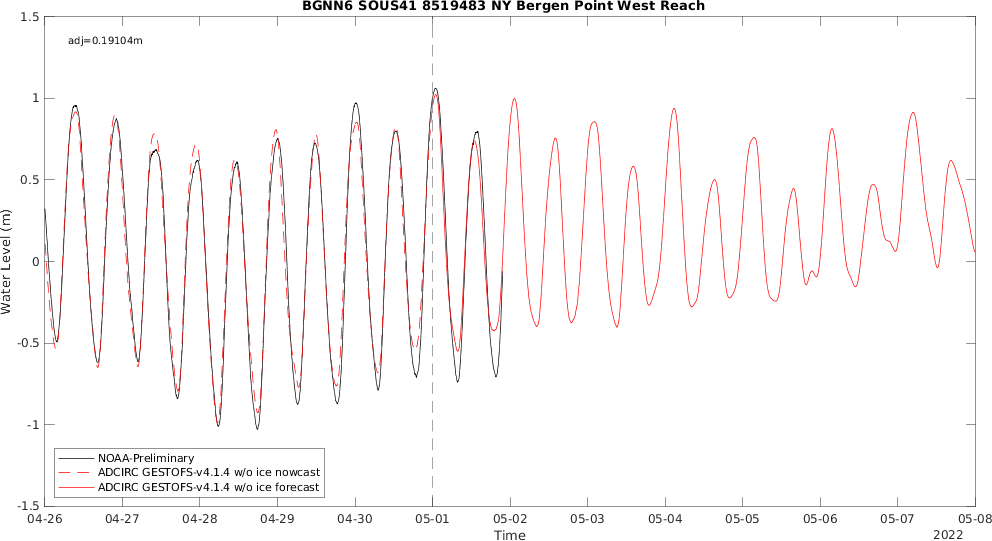 BGNN6 SOUS41 8519483 NY Bergen Point West Reach
adj=0.19104m
1.5
1
0.5
0
-0.5
-1
-1.5
Water Level (m)
NOAA-Preliminary
ADCIRC GESTOFS-v4.1.4 w/o ice nowcast
ADCIRC GESTOFS-v4.1.4 w/o ice forecast
04-26 04-27 04-28 04-29 04-30 05-01 05-02 05-03 05-04 05-05 05-06 05-07 05-08
Time
2022